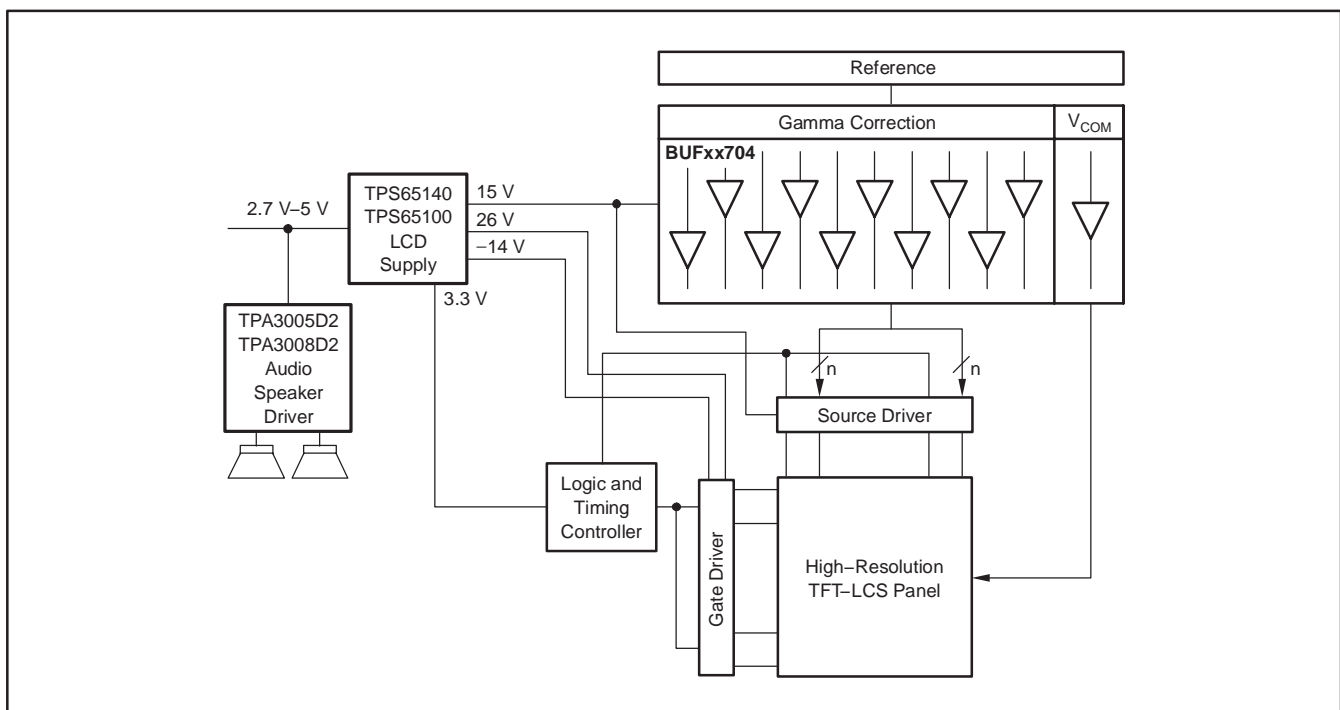 Reference
Gamma Correction
V_COM
BUFxx704
2.7 V–5 V
TPS65140
TPS65100
LCD
Supply
15 V
26 V
–14 V
3.3 V
TPA3005D2
TPA3008D2
Audio
Speaker
Driver
n
n
Source Driver
Logic and
Timing
Controller
Gate Driver
High–Resolution
TFT–LCS Panel